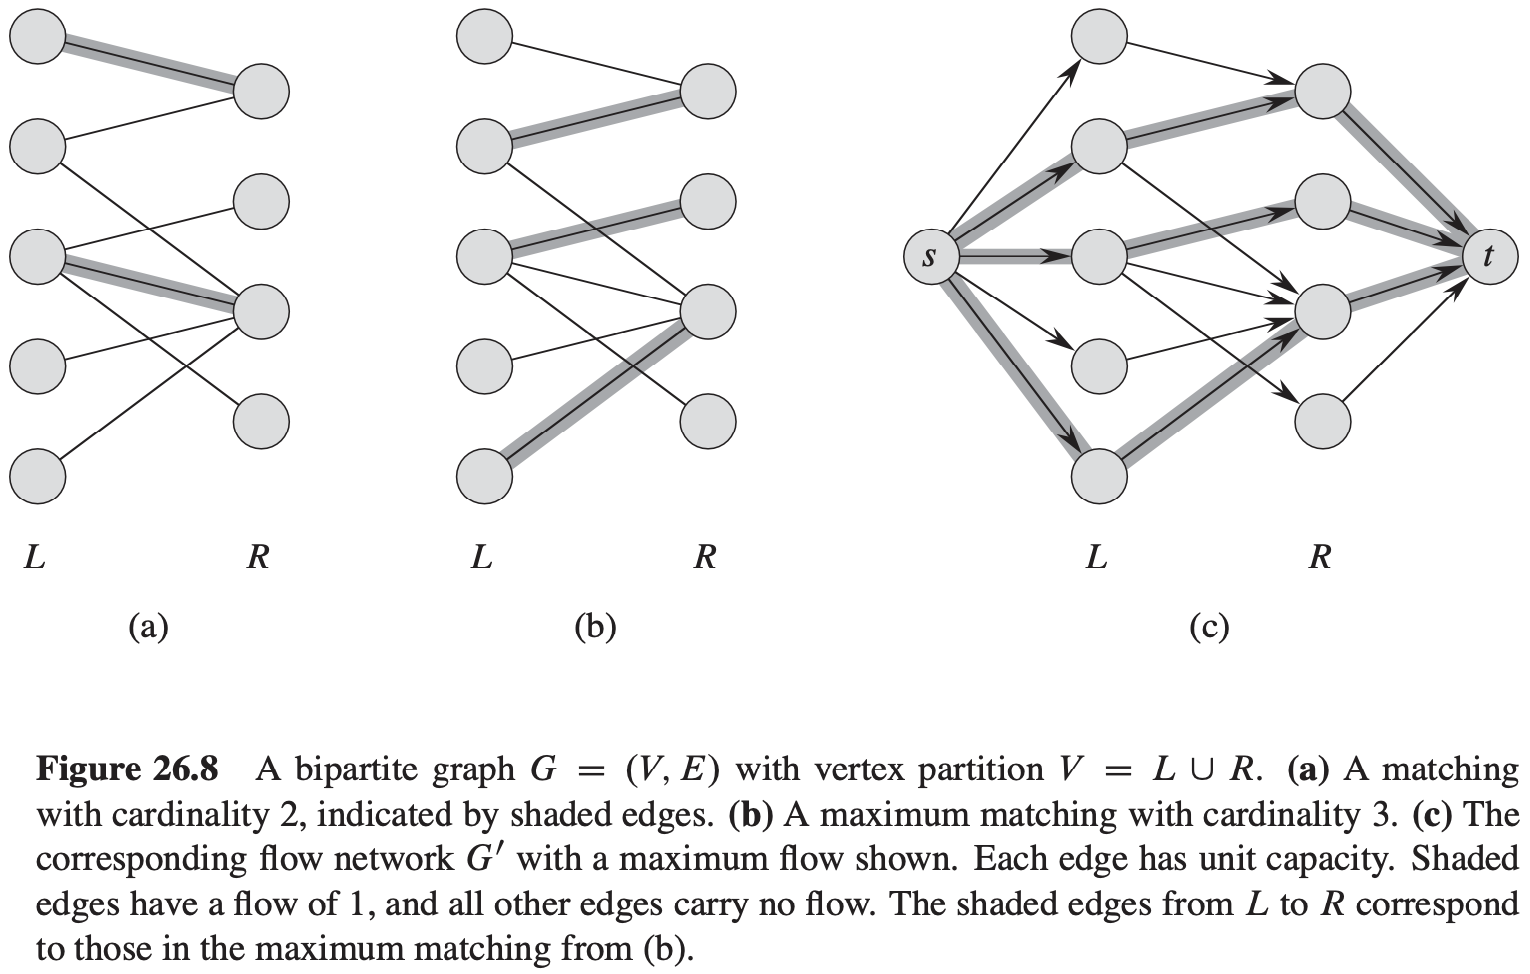 s
t
L
R
L
R
L
R
(a)
(b)
(c)
Figure 26.8 A bipartite graph G = (V, E) with vertex partition V = L ∪ R. (a) A matching
with cardinality 2, indicated by shaded edges. (b) A maximum matching with cardinality 3. (c) The
corresponding flow network G′ with a maximum flow shown. Each edge has unit capacity. Shaded
edges have a flow of 1, and all other edges carry no flow. The shaded edges from L to R correspond
to those in the maximum matching from (b).